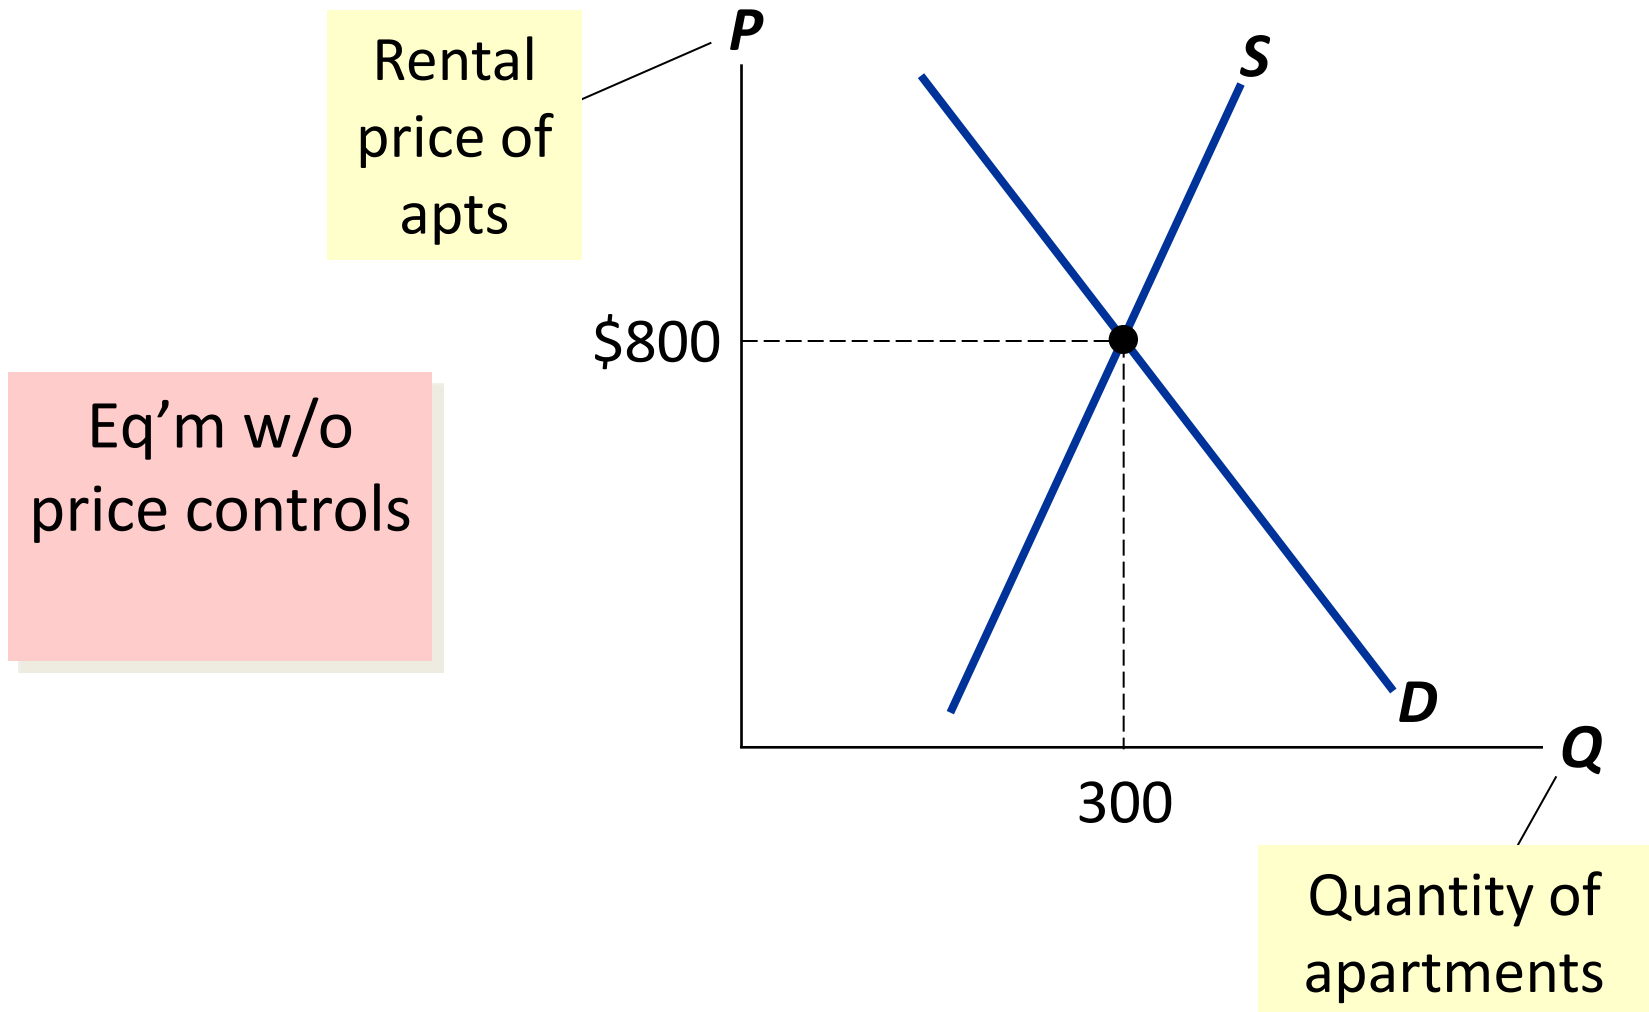 P
Rental
price of
apts
S
$800
Eq’m w/o
price controls
D
Q
300
Quantity of
apartments